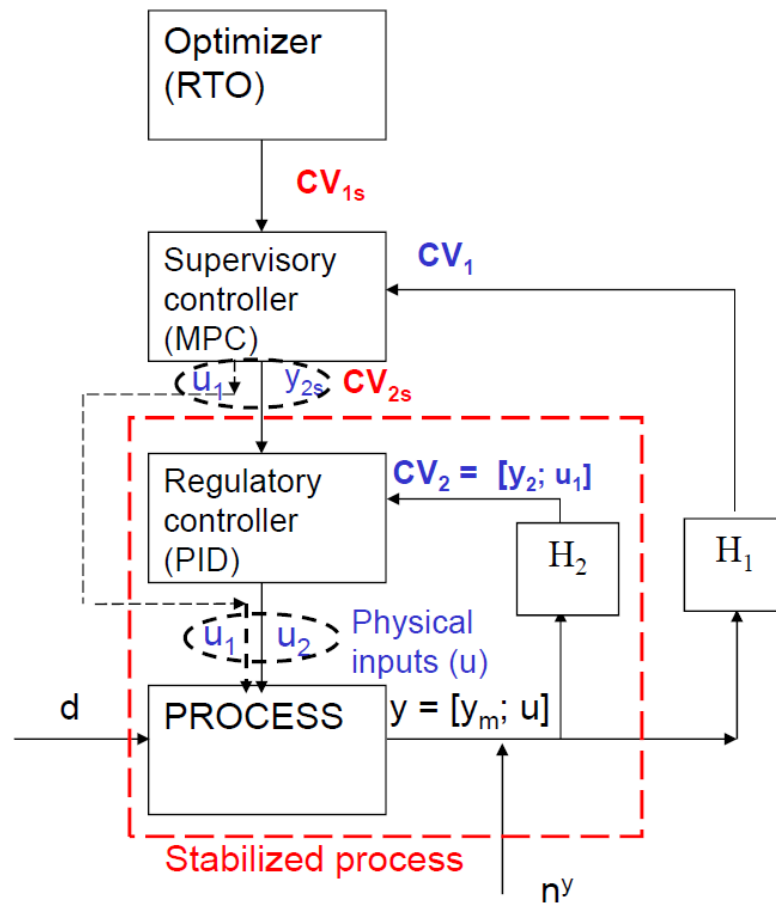 Optimizer
(RTO)
CV₁ₛ
Supervisory
controller
(MPC)
CV₁
u₁ y₂ₛ CV₂ₛ
Regulatory
controller
(PID)
CV₂ = [y₂; u₁]
H₂
H₁
u₁ u₂
Physical
inputs (u)
d
PROCESS
y = [yₘ; u]
Stabilized process
nʸ